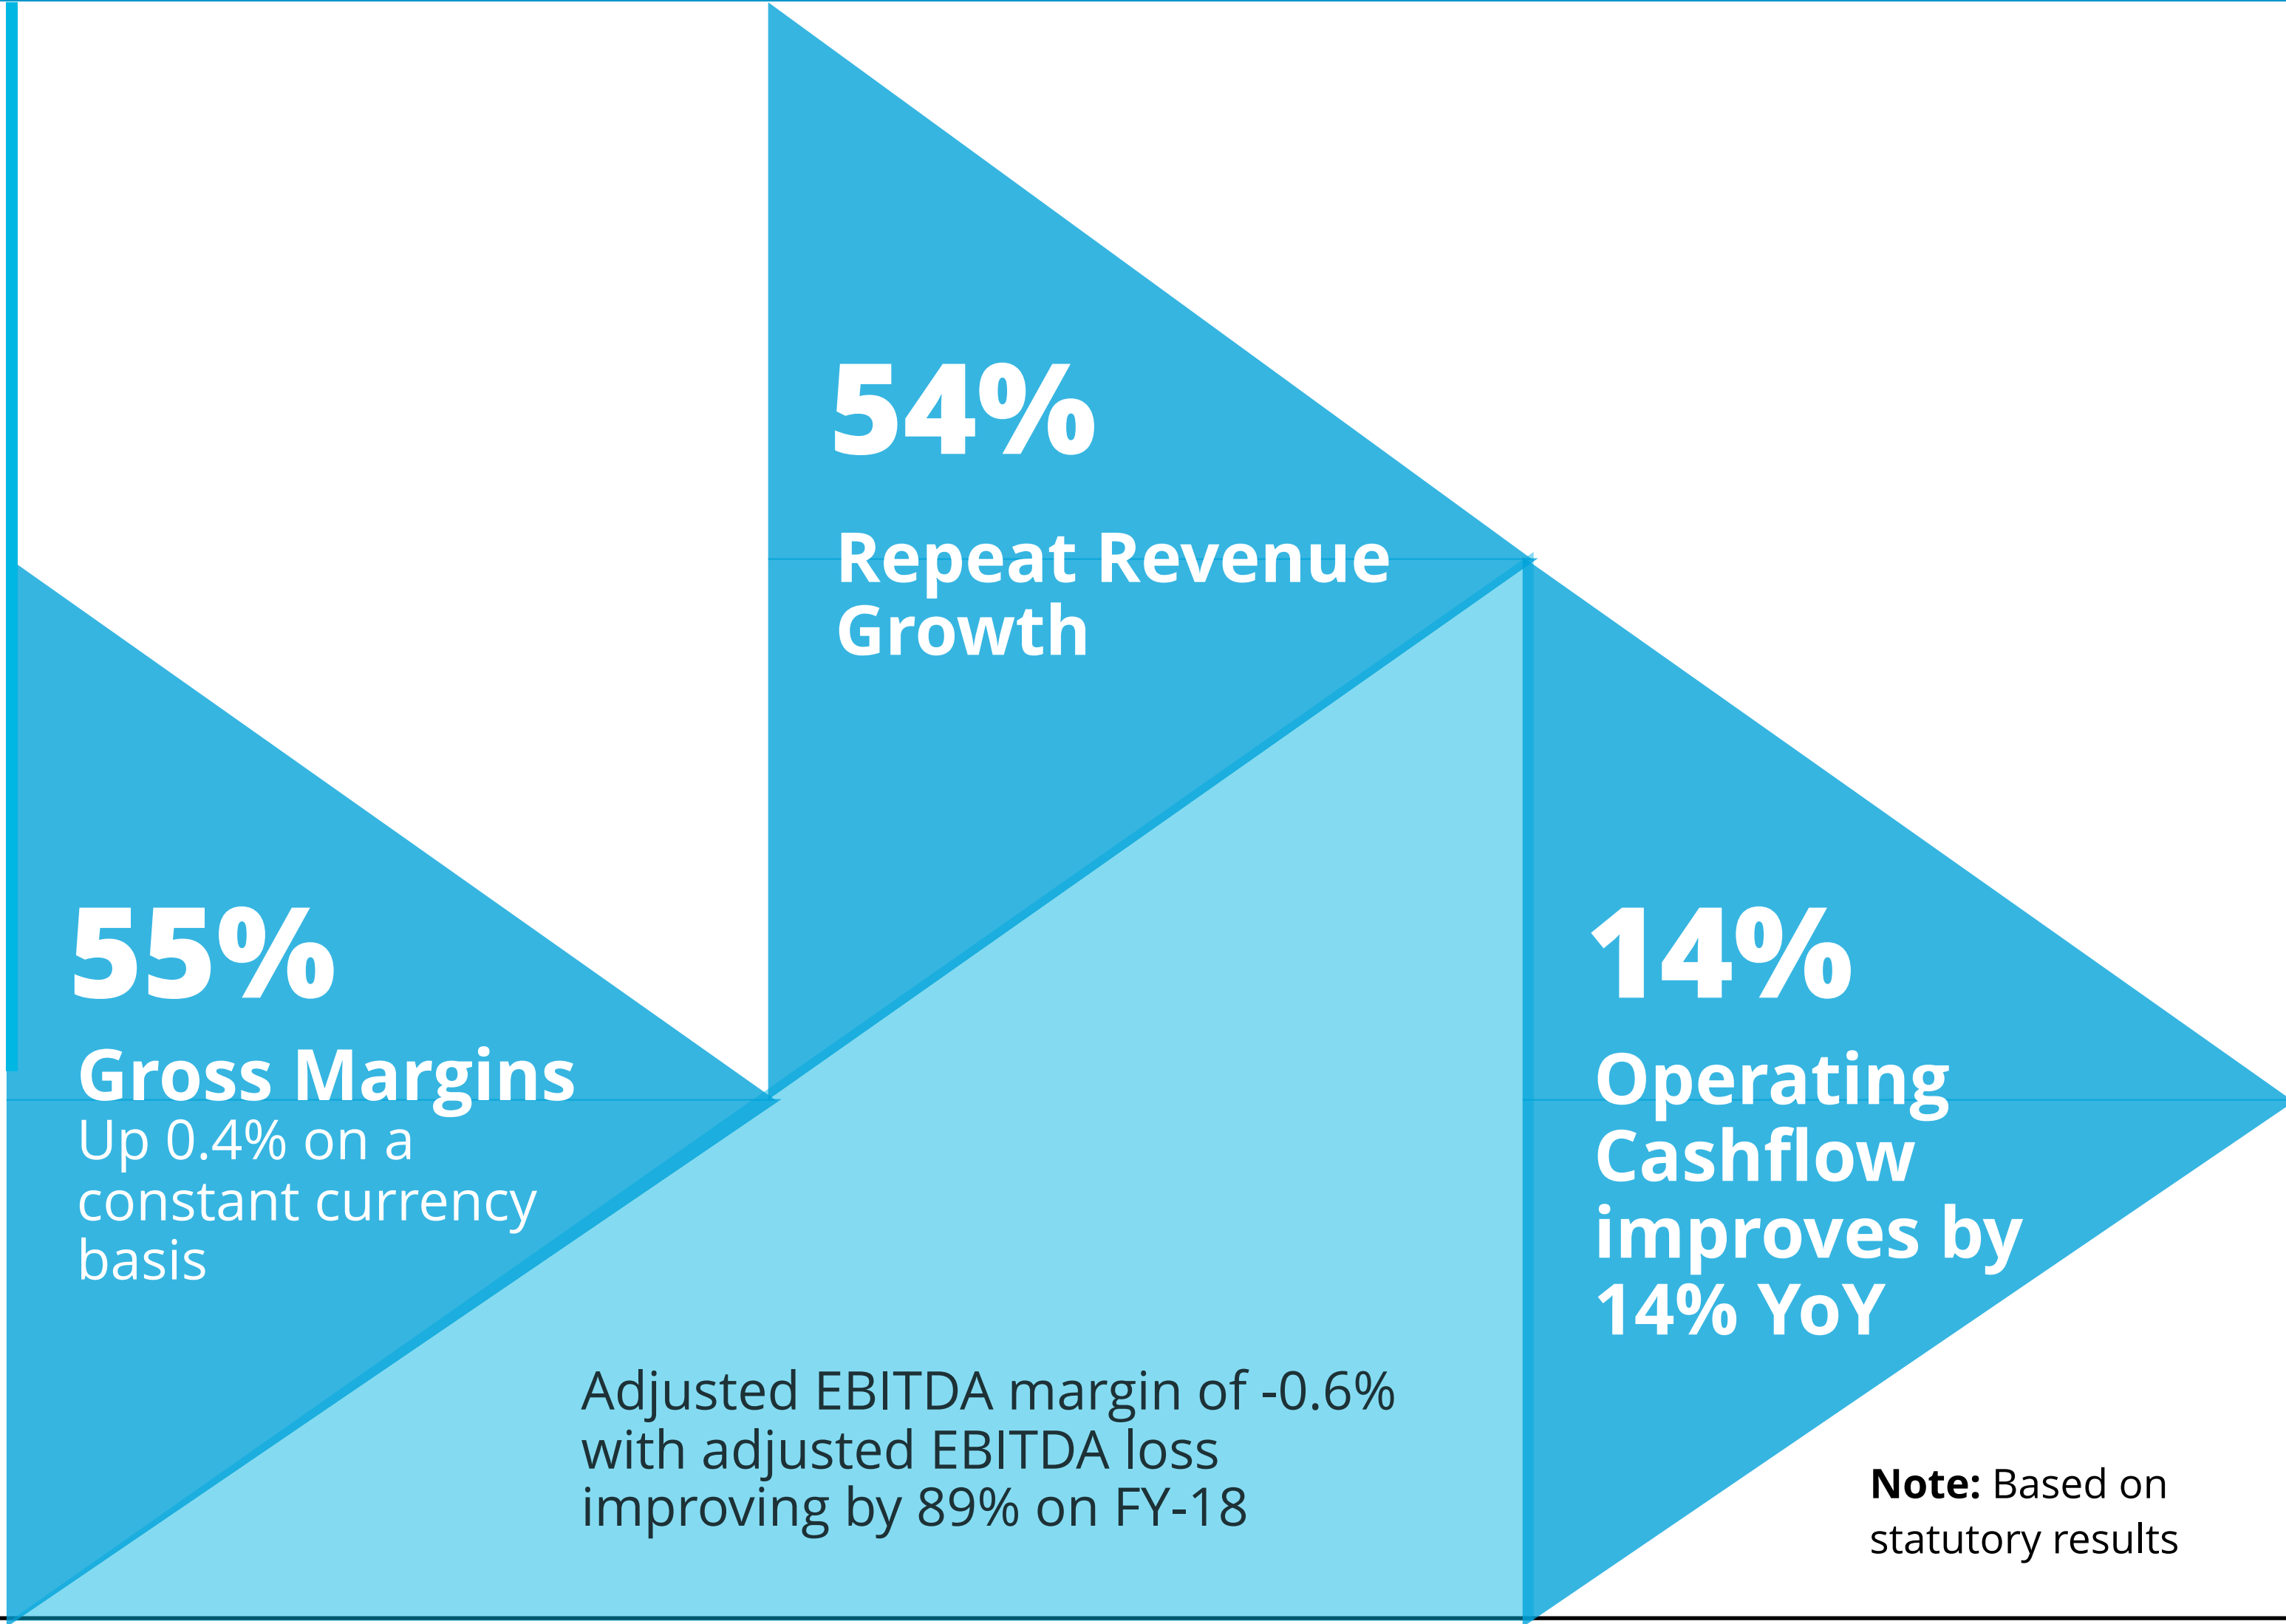 54%
Repeat Revenue
Growth
55%
Gross Margins
Up 0.4% on a
constant currency
basis
14%
Operating
Cashflow
improves by
14% YoY
Adjusted EBITDA margin of -0.6%
with adjusted EBITDA loss
improving by 89% on FY-18
Note: Based on
statutory results